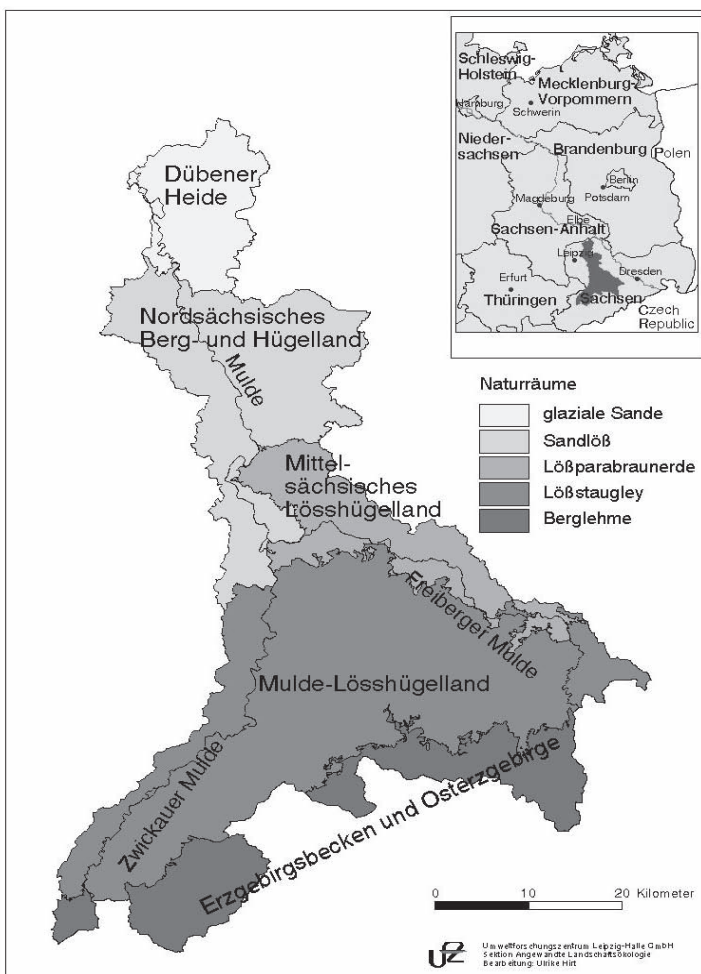 Schleswig-
Holstein
Mecklenburg-
Vorpommern
Hamburg
Schwerin
Nieder-
sachsen
Brandenburg
Polen
Berlin
Magdeburg
Potsdam
Elbe
Sachsen-Anhalt
Leipzig
Erfurt
Dresden
Thüringen
Sachsen
Czech
Republic
Dübener
Heide
Nordsächsisches
Berg- und Hügelland
Mulde
Naturräume
glaziale Sande
Sandlöß
Lößparabraunerde
Lößstaugley
Berglehme
Mittel-
sächsisches
Lösshügelland
Freiberger Mulde
Mulde-Lösshügelland
Zwickauer Mulde
Erzgebirgsbecken und Osterzgebirge
0 10 20 Kilometer
UFZ
Umweltforschungszentrum Leipzig-Halle GmbH
Sektion Angewandte Landschaftsökologie
Bearbeitung: Ulrike Hirt